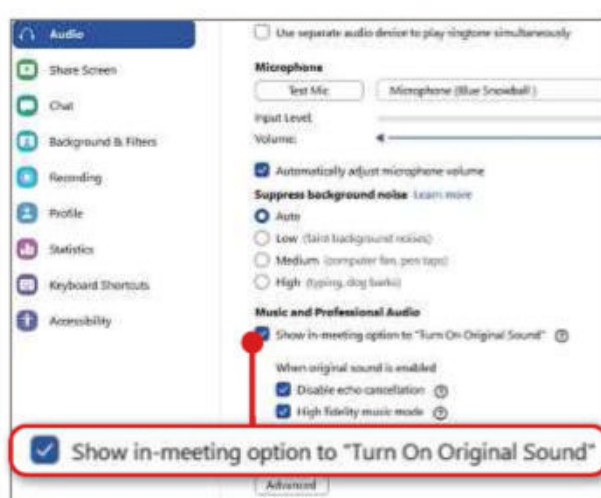 Audio
Share Screen
Chat
Background & Filters
Recording
Profile
Statistics
Keyboard Shortcuts
Accessibility
Use separate audio device to play ringtone simultaneously
Microphone
Test Mic
Microphone (Blue Snowball )
Input Level:
Volume:
Automatically adjust microphone volume
Suppress background noise Learn more
Auto
Low (faint background noises)
Medium (computer fan, pen taps)
High (typing, dog barks)
Music and Professional Audio
Show in-meeting option to "Turn On Original Sound"
When original sound is enabled
Disable echo cancellation
High fidelity music mode
Show in-meeting option to "Turn On Original Sound"
Advanced